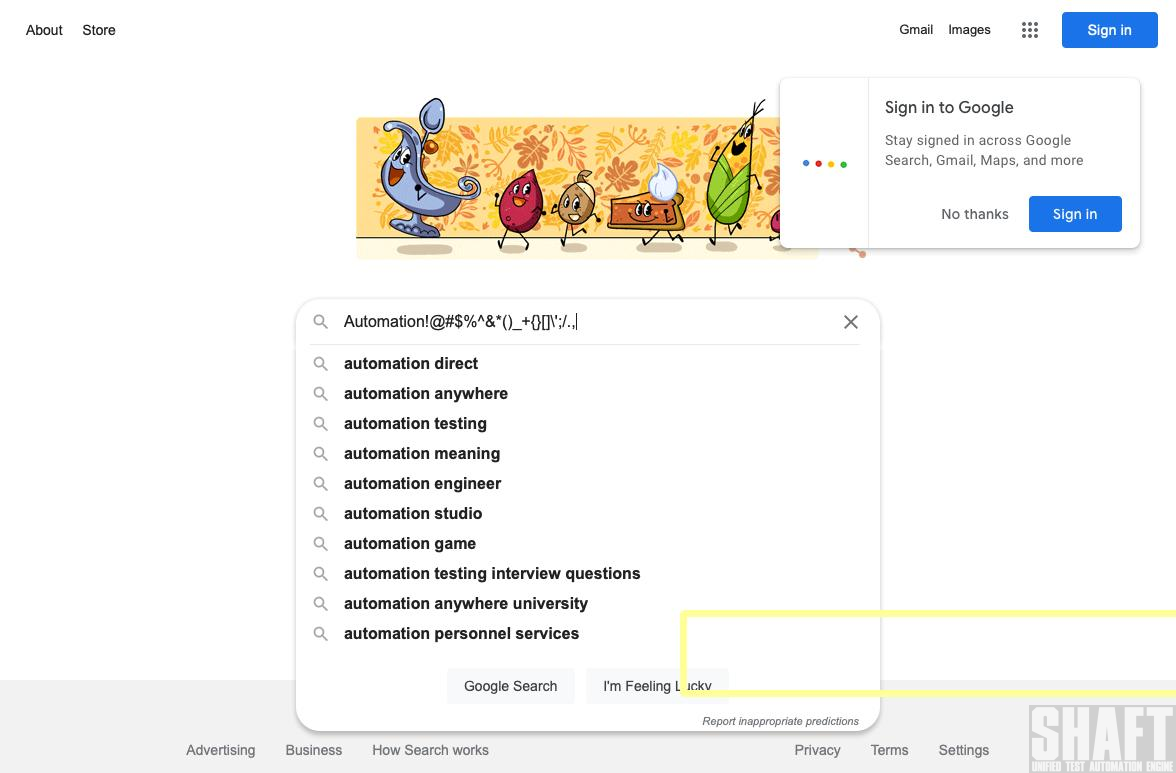 About Store
Gmail Images
Sign in
Sign in to Google
Stay signed in across Google
Search, Gmail, Maps, and more
No thanks
Sign in
Automation!@#$%^&*()_+{}[]\';/.,
automation direct
automation anywhere
automation testing
automation meaning
automation engineer
automation studio
automation game
automation testing interview questions
automation anywhere university
automation personnel services
Google Search I'm Feeling Lucky
Report inappropriate predictions
Advertising Business How Search works
Privacy Terms Settings
SHAFT
UNIFIED TEST AUTOMATION ENGINE